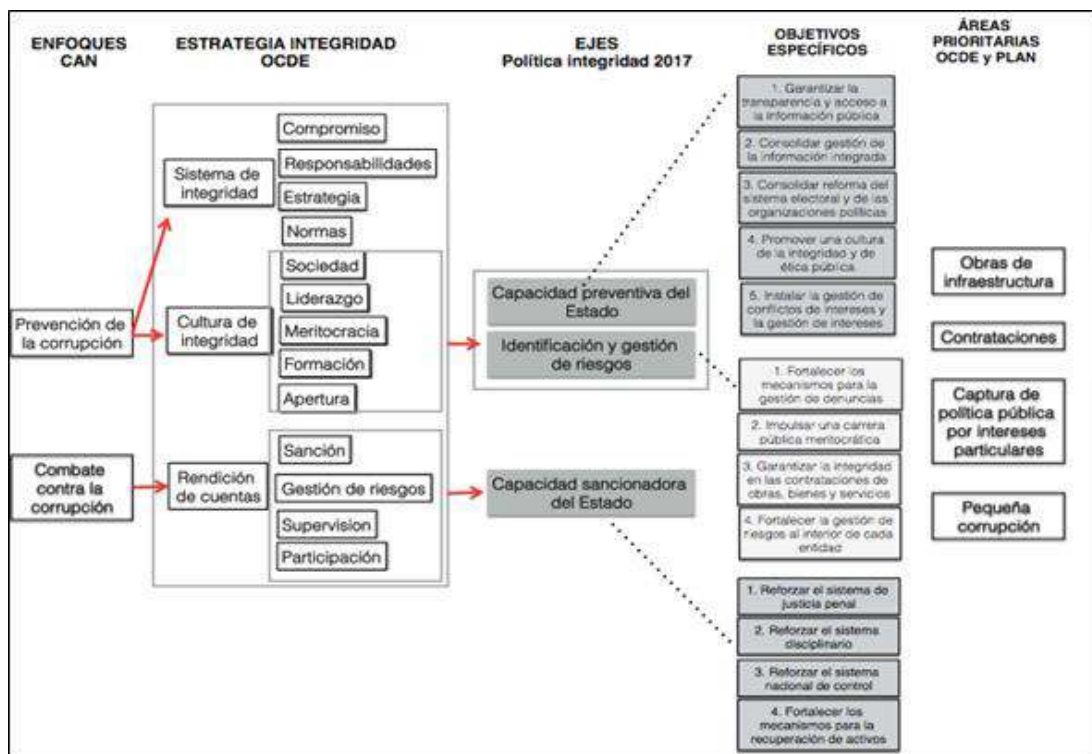 ENFOQUES
CAN
ESTRATEGIA INTEGRIDAD
OCDE
EJES
Política integridad 2017
OBJETIVOS
ESPECÍFICOS
ÁREAS
PRIORITARIAS
OCDE y PLAN
Prevención de
la corrupción
Combate
contra la
corrupción
Sistema de
integridad
Compromiso
Responsabilidades
Estrategia
Normas
Cultura de
integridad
Sociedad
Liderazgo
Meritocracia
Formación
Apertura
Rendición
de cuentas
Sanción
Gestión de riesgos
Supervision
Participación
Capacidad preventiva del
Estado
Identificación y gestión
de riesgos
Capacidad sancionadora
del Estado
1. Garantizar la
transparencia y acceso a
la información pública
2. Consolidar gestión de
la información integrada
3. Consolidar reforma del
sistema electoral y de las
organizaciones políticas
4. Promover una cultura
de la integridad y de
ética pública
5. Instalar la gestión de
conflictos de intereses y
la gestión de intereses
1. Fortalecer los
mecanismos para la
gestión de denuncias
2. Impulsar una carrera
pública meritocrática
3. Garantizar la integridad
en las contrataciones de
obras, bienes y servicios
4. Fortalecer la gestión de
riesgos al interior de cada
entidad
1. Reforzar el sistema de
justicia penal
2. Reforzar el sistema
disciplinario
3. Reforzar el sistema
nacional de control
4. Fortalecer los
mecanismos para la
recuperación de activos
Obras de
infraestructura
Contrataciones
Captura de
política pública
por intereses
particulares
Pequeña
corrupción